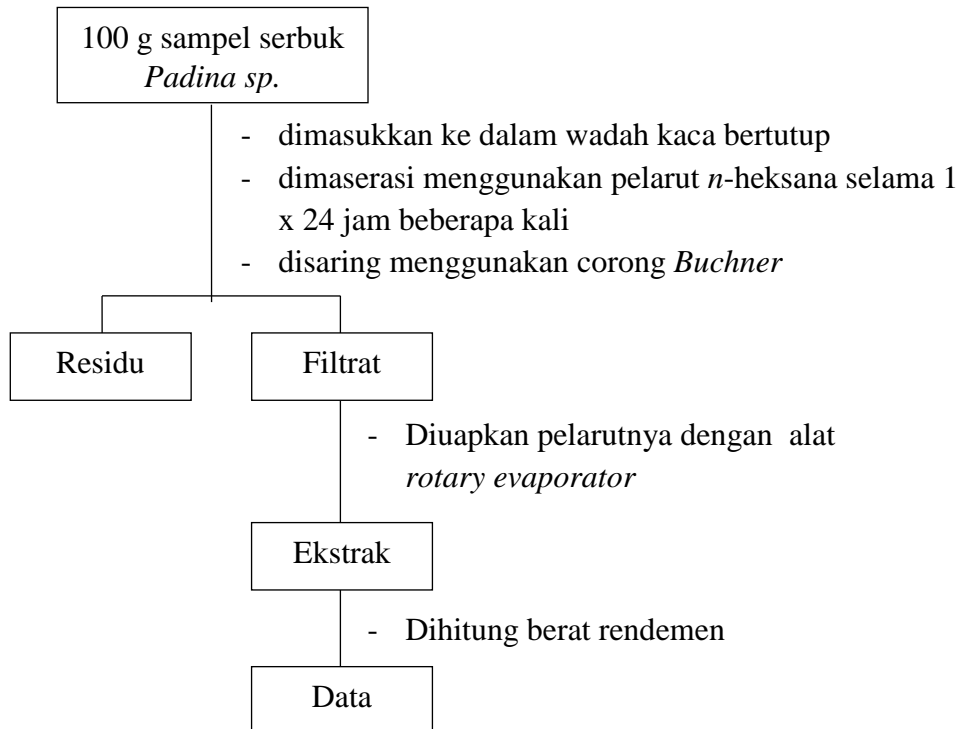 100 g sampel serbuk
Padina sp.
- dimasukkan ke dalam wadah kaca bertutup
- dimaserasi menggunakan pelarut n-heksana selama 1
x 24 jam beberapa kali
- disaring menggunakan corong Buchner
Residu
Filtrat
- Diuapkan pelarutnya dengan alat
rotary evaporator
Ekstrak
- Dihitung berat rendemen
Data